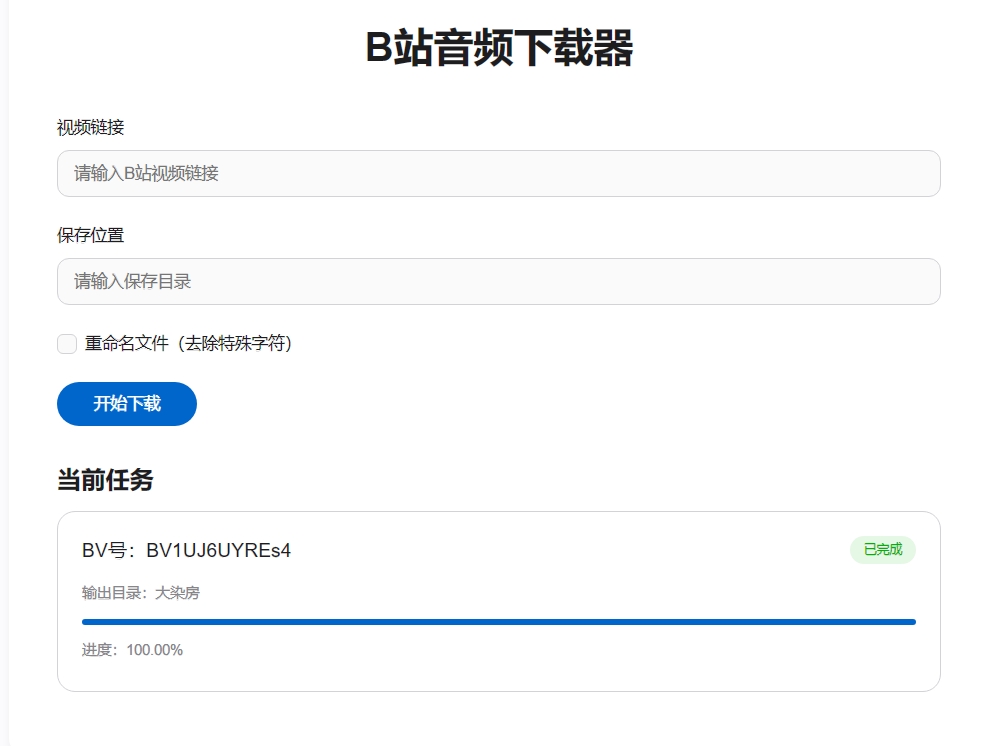 B站音频下载器
视频链接
请输入B站视频链接
保存位置
请输入保存目录
重命名文件（去除特殊字符）
开始下载
当前任务
BV号：BV1UJ6UYREs4
已完成
输出目录：大染房
进度：100.00%